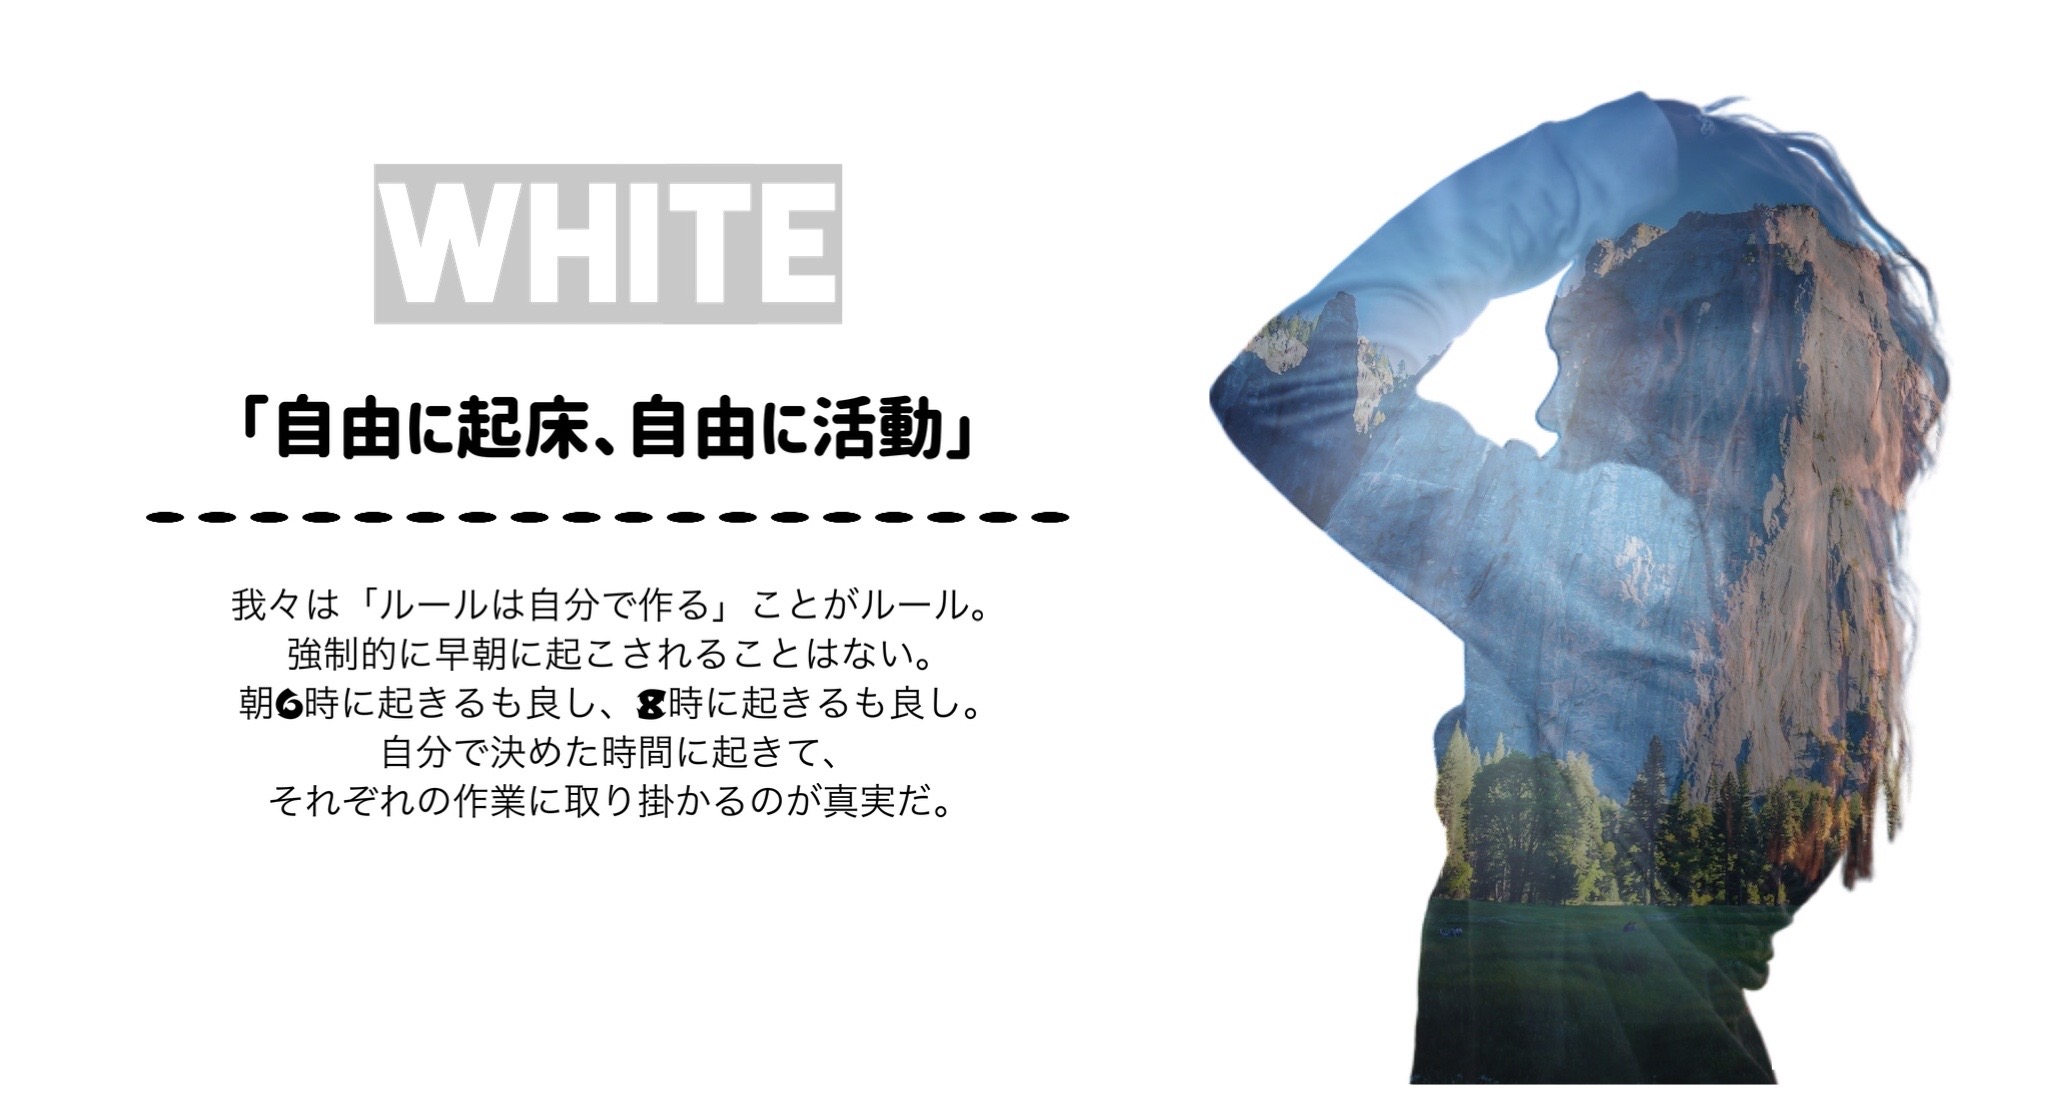 WHITE
「自由に起床、自由に活動」
我々は「ルールは自分で作る」ことがルール。
強制的に早朝に起こされることはない。
朝6時に起きるも良し、8時に起きるも良し。
自分で決めた時間に起きて、
それぞれの作業に取り掛かるのが真実だ。